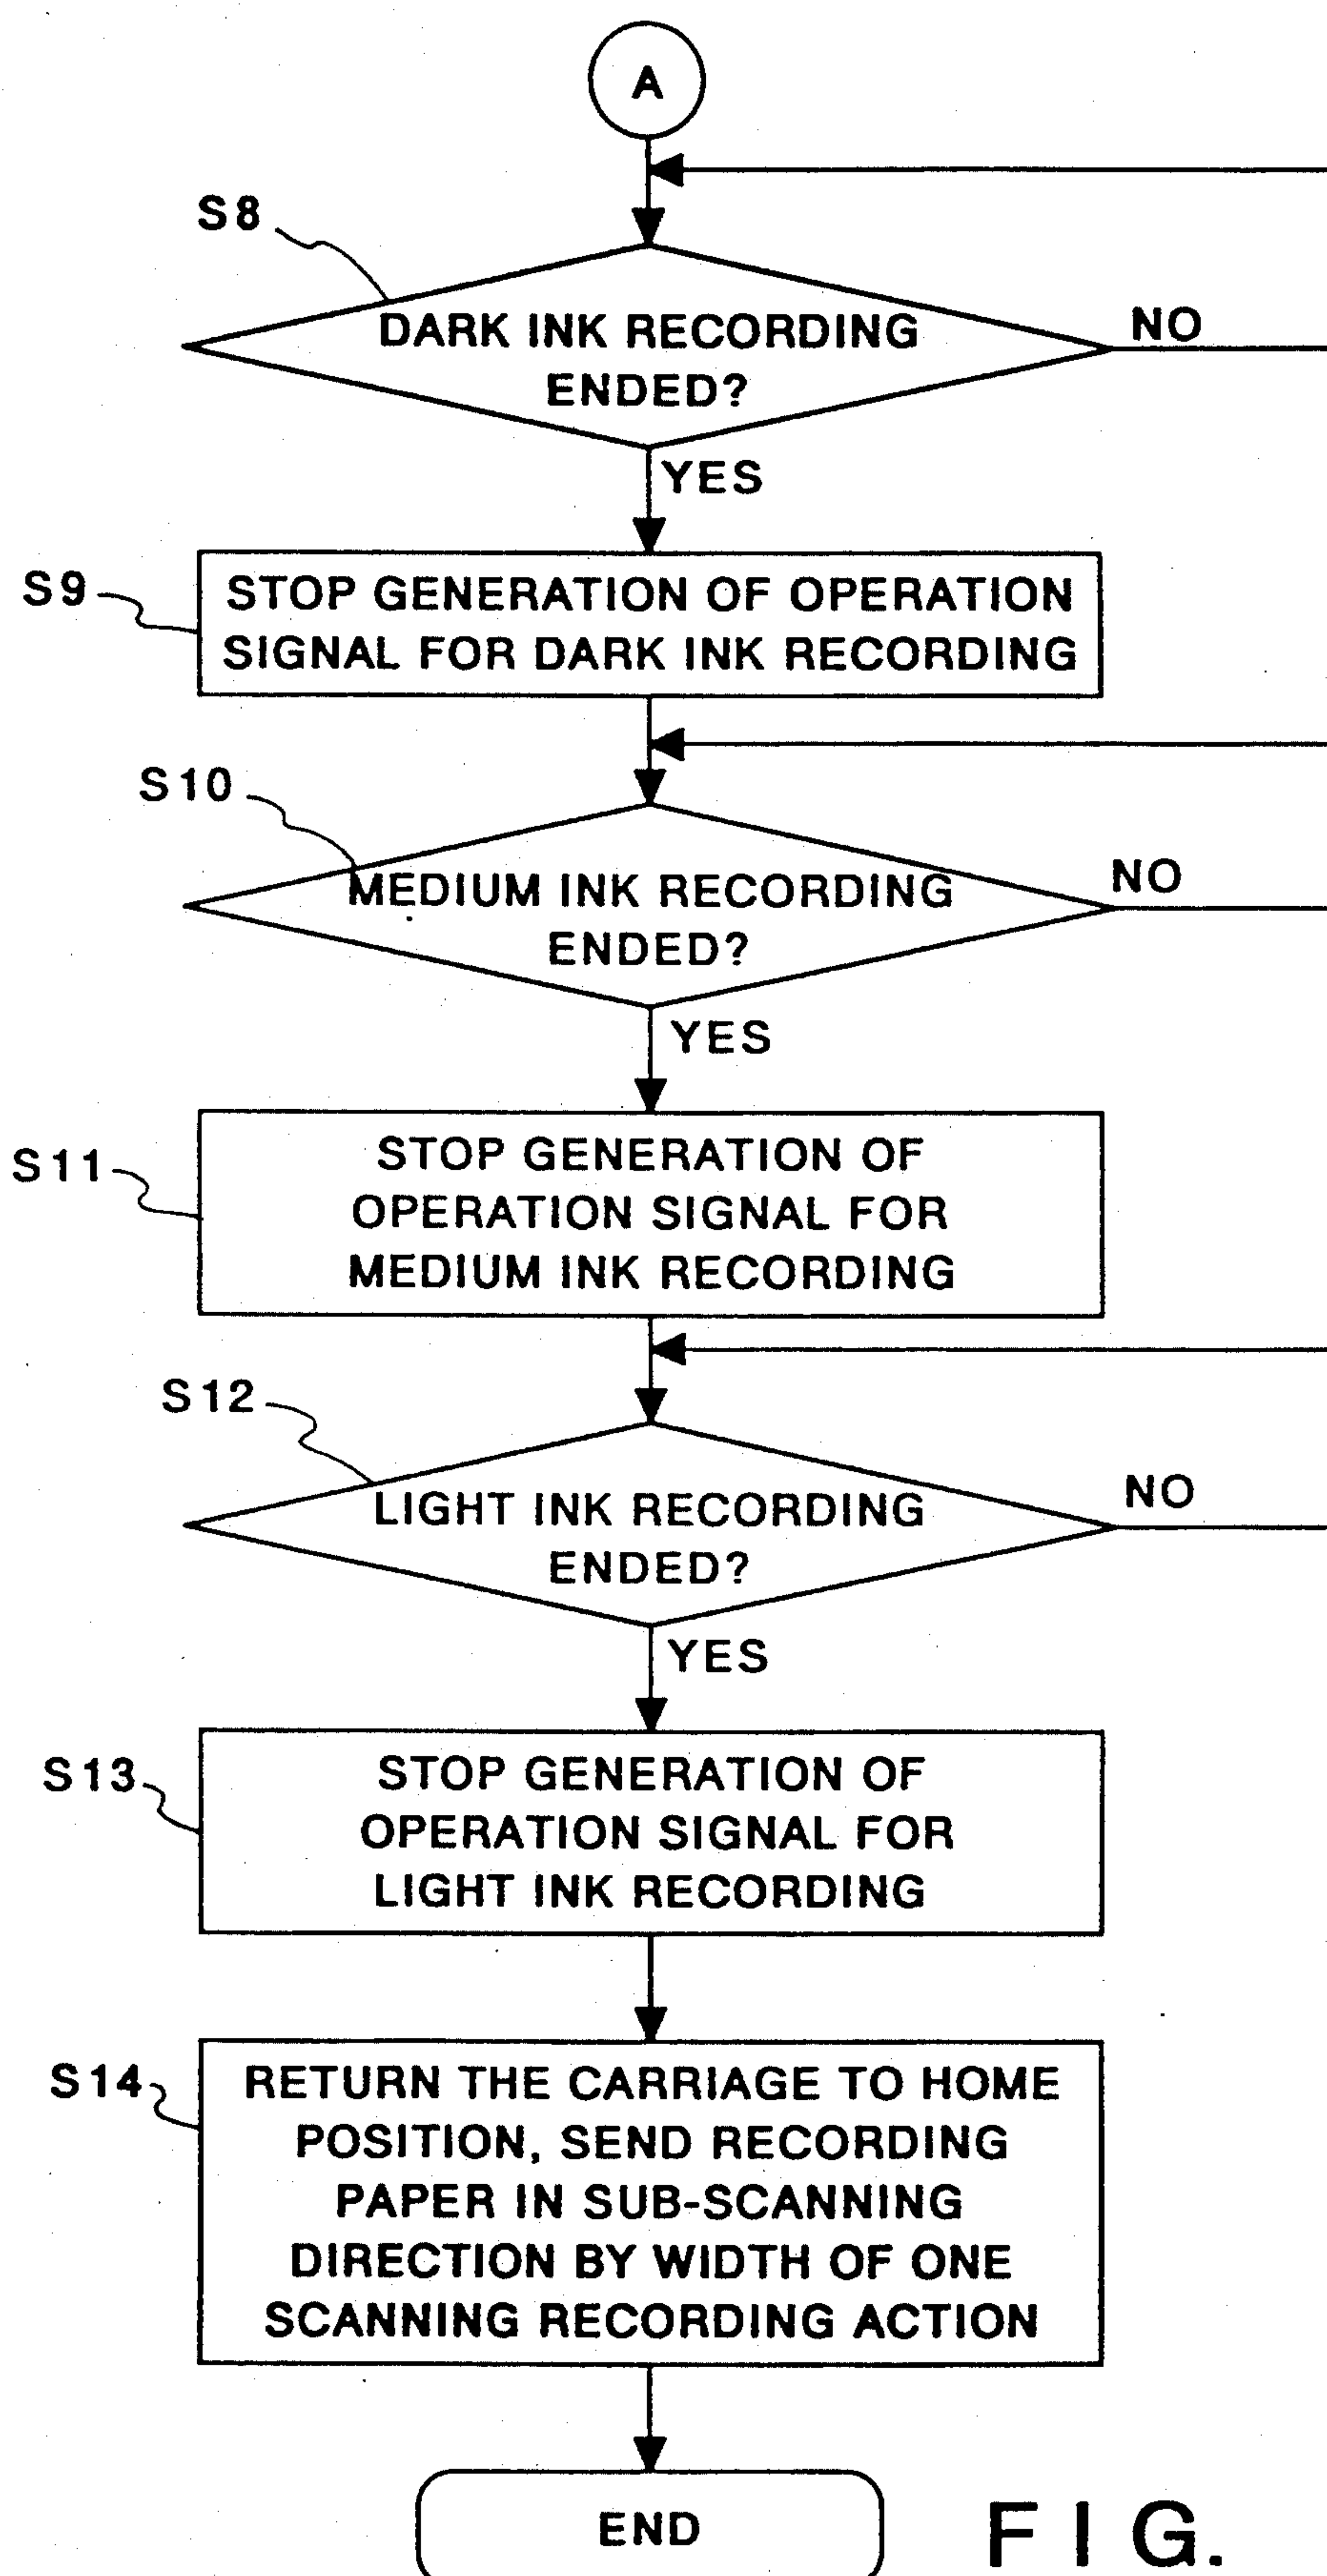 A
S8
DARK INK RECORDING
ENDED?
NO
YES
S9
STOP GENERATION OF OPERATION
SIGNAL FOR DARK INK RECORDING
S10
MEDIUM INK RECORDING
ENDED?
NO
YES
S11
STOP GENERATION OF
OPERATION SIGNAL FOR
MEDIUM INK RECORDING
S12
LIGHT INK RECORDING
ENDED?
NO
YES
S13
STOP GENERATION OF
OPERATION SIGNAL FOR
LIGHT INK RECORDING
S14
RETURN THE CARRIAGE TO HOME
POSITION, SEND RECORDING
PAPER IN SUB-SCANNING
DIRECTION BY WIDTH OF ONE
SCANNING RECORDING ACTION
END
FIG.